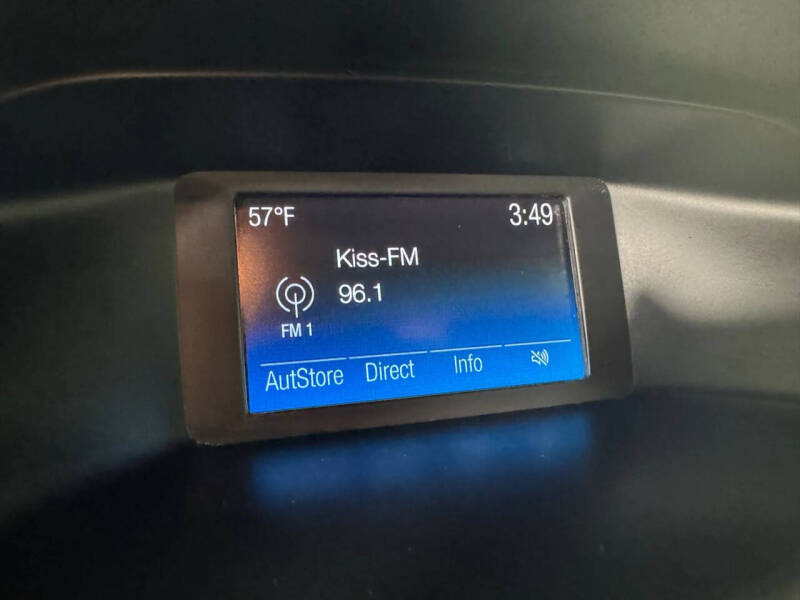 57°F 3:49
Kiss-FM
96.1
FM 1
AutStore Direct Info